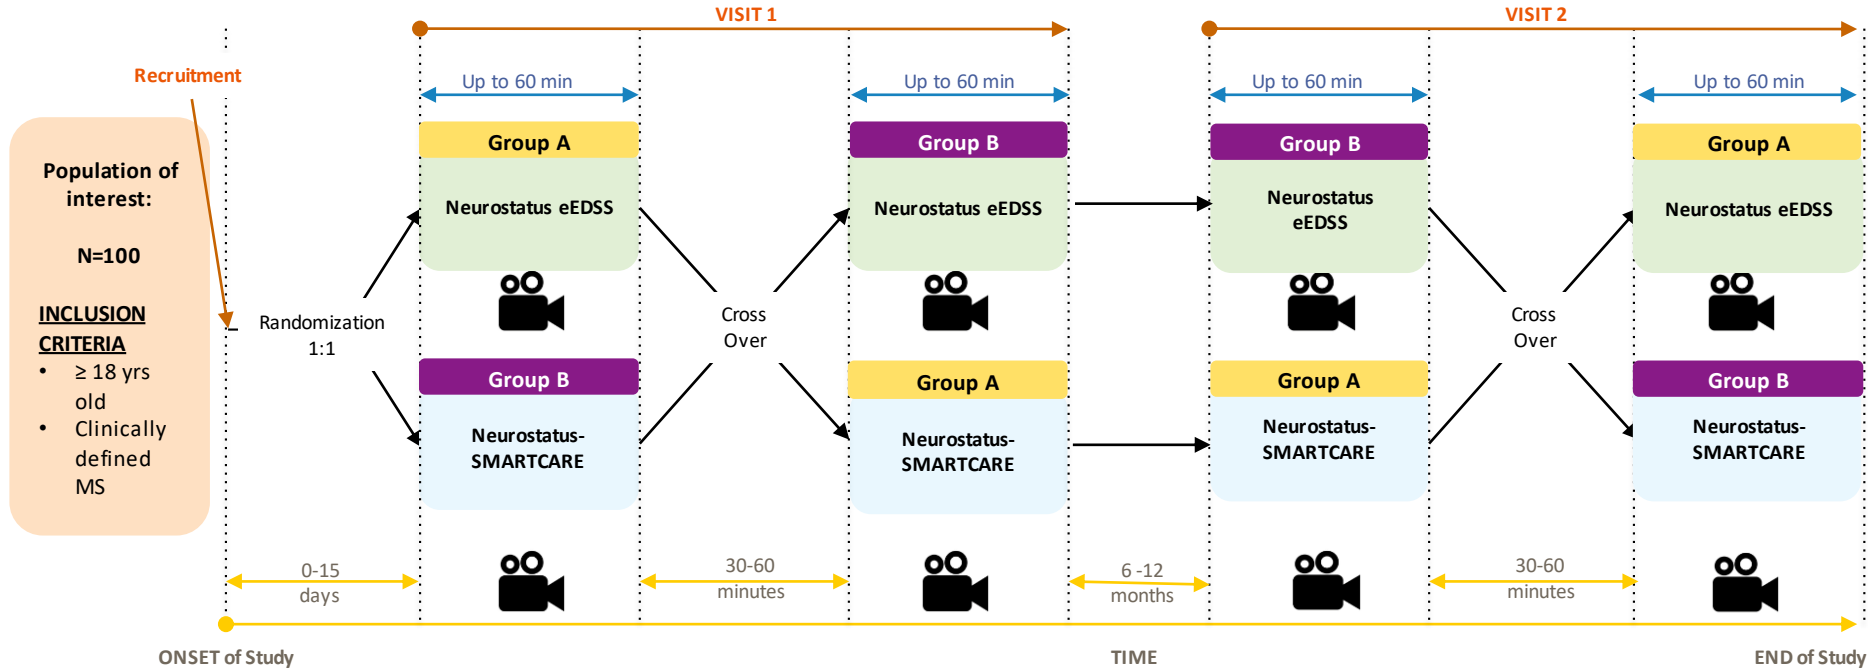 VISIT 1
VISIT 2
Recruitment
Up to 60 min
Up to 60 min
Up to 60 min
Up to 60 min
Population of
interest:
N=100
INCLUSION
CRITERIA
• ≥ 18 yrs
old
• Clinically
defined
MS
Randomization
1:1
Group A
Neurostatus eEDSS
Group B
Neurostatus-
SMARTCARE
Cross
Over
Group B
Neurostatus eEDSS
Group A
Neurostatus-
SMARTCARE
Group B
Neurostatus
eEDSS
Group A
Neurostatus-
SMARTCARE
Cross
Over
Group A
Neurostatus eEDSS
Group B
Neurostatus-
SMARTCARE
0-15
days
30-60
minutes
6 -12
months
30-60
minutes
ONSET of Study
TIME
END of Study